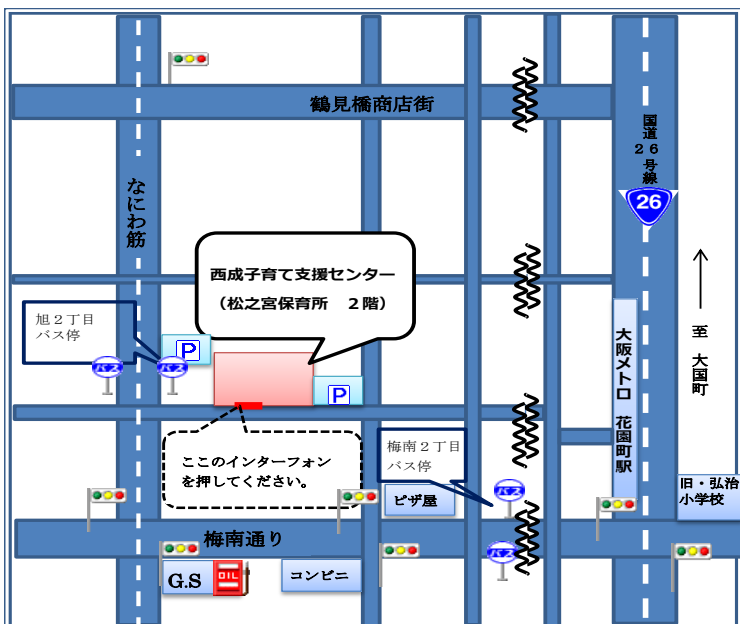 鶴見橋商店街
国道26号線
26
なにわ筋
西成子育て支援センター
（松之宮保育所　２階）
旭２丁目
バス停
P
バス
バス
P
至　大国町
大阪メトロ　花園町駅
ここのインターフォン
を押してください。
梅南２丁目
バス停
バス
ピザ屋
旧・弘治
小学校
梅南通り
バス
G.S
OIL
コンビニ